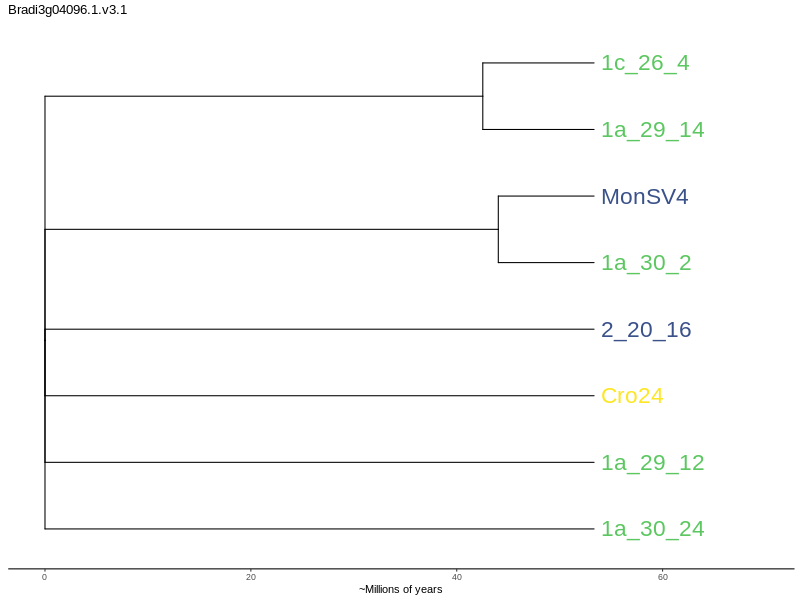 Bradi3g04096.1.v3.1
1c_26_4
1a_29_14
MonSV4
1a_30_2
2_20_16
Cro24
1a_29_12
1a_30_24
0 20 40 60
~Millions of years